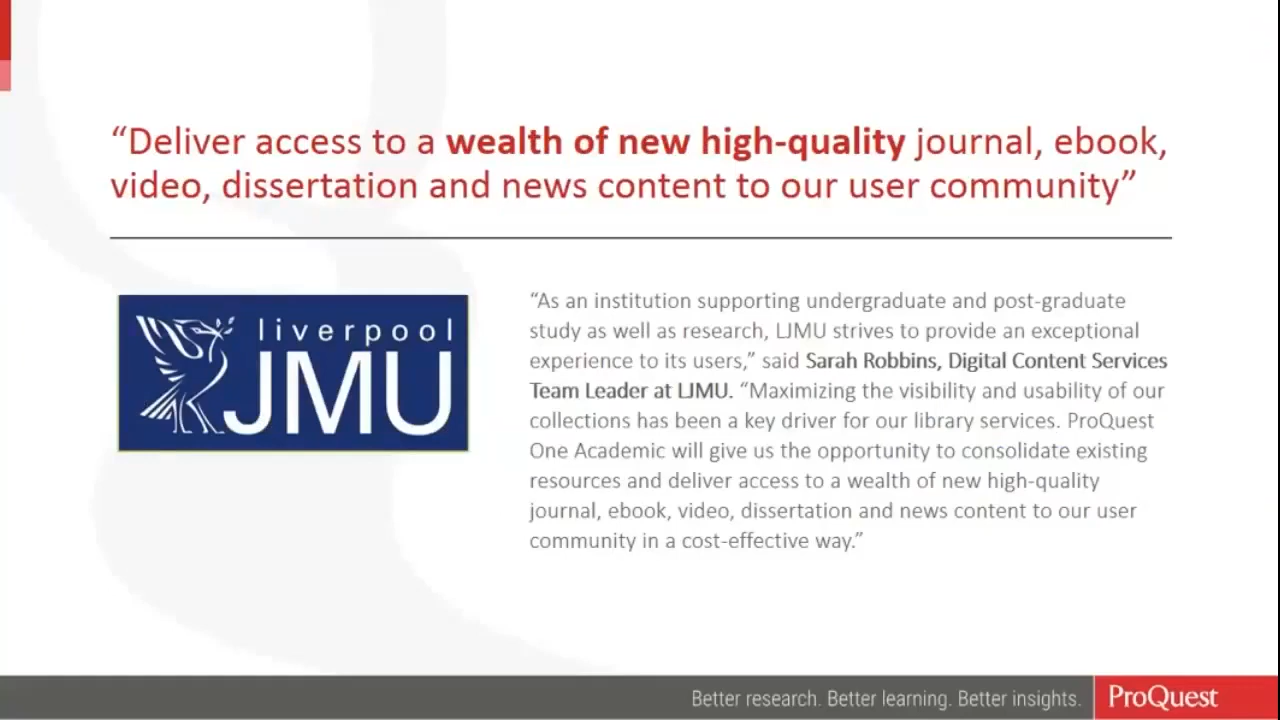 “Deliver access to a wealth of new high-quality journal, ebook,
video, dissertation and news content to our user community”
liverpool
JMU
“As an institution supporting undergraduate and post-graduate
study as well as research, LJMU strives to provide an exceptional
experience to its users,” said Sarah Robbins, Digital Content Services
Team Leader at LJMU. “Maximizing the visibility and usability of our
collections has been a key driver for our library services. ProQuest
One Academic will give us the opportunity to consolidate existing
resources and deliver access to a wealth of new high-quality
journal, ebook, video, dissertation and news content to our user
community in a cost-effective way.”
Better research. Better learning. Better insights.
ProQuest